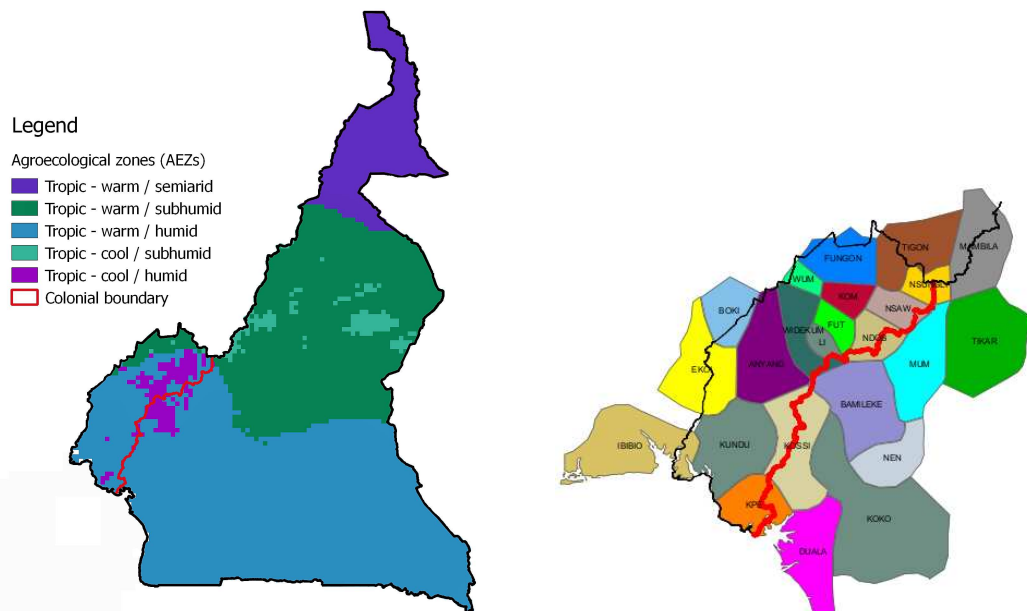 Legend
Agroecological zones (AEZs)
Tropic - warm / semiarid
Tropic - warm / subhumid
Tropic - warm / humid
Tropic - cool / subhumid
Tropic - cool / humid
Colonial boundary
TIGON
MAMBILA
FUNGON
WUM
NSUNGLI
BOKI
KOM
NSAW
WIDEKUM
FUT
LI
NDOB
TIKAR
EKOI
ANYANG
MUM
BAMILEKE
IBIBIO
KUNDU
KOSSI
NEN
KPE
KOKO
DUALA